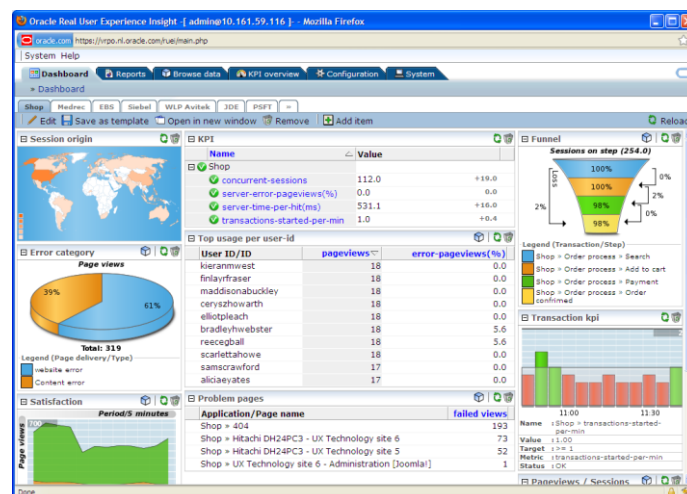 Oracle Real User Experience Insight -[ admin@10.161.59.116 ]- - Mozilla Firefox
oracle.com https://vrpo.nl.oracle.com/ruei/main.php
System Help
Dashboard Reports Browse data KPI overview Configuration System
» Dashboard
Shop Medrec EBS Siebel WLP Avitek JDE PSFT
Edit Save as template Open in new window Remove Add item Reload
Session origin
Error category
Page views
39%
61%
Total: 319
Legend (Page delivery/Type)
website error
Content error
Satisfaction
Period/5 minutes
700
Page views
KPI
Name Value
Shop
concurrent-sessions 112.0 +19.0
server-error-pageviews(%) 0.0 0.0
server-time-per-hit(ms) 531.1 +16.0
transactions-started-per-min 1.0 +0.4
Top usage per user-id
User ID/ID pageviews error-pageviews(%)
kieranmwest 18 0.0
finlayrfraser 18 0.0
maddisonabuckley 18 0.0
ceryszhowarth 18 0.0
elliotpleach 18 0.0
bradleyhwebster 18 5.6
reecegball 18 5.6
scarlettahowe 18 0.0
samscrawford 17 0.0
aliciaeyates 17 0.0
Problem pages
Application/Page name failed views
Shop » 404 193
Shop » Hitachi DH24PC3 - UX Technology site 6 73
Shop » Hitachi DH24PC3 - UX Technology site 5 52
Shop » UX Technology site 6 - Administration [Joomla!] 1
Funnel
Sessions on step (254.0)
Loss
100%
0%
100%
2%
2%
98%
0%
98%
Legend (Transaction/Step)
Shop » Order process » Search
Shop » Order process » Add to cart
Shop » Order process » Payment
Shop » Order process » Order
confrimed
Transaction kpi
11:00 11:30
Name : Shop » transactions-started-
per-min
Value : 1.00
Target : >= 1
Metric : transactions-started-per-min
Status : OK
Pageviews / Sessions
Done